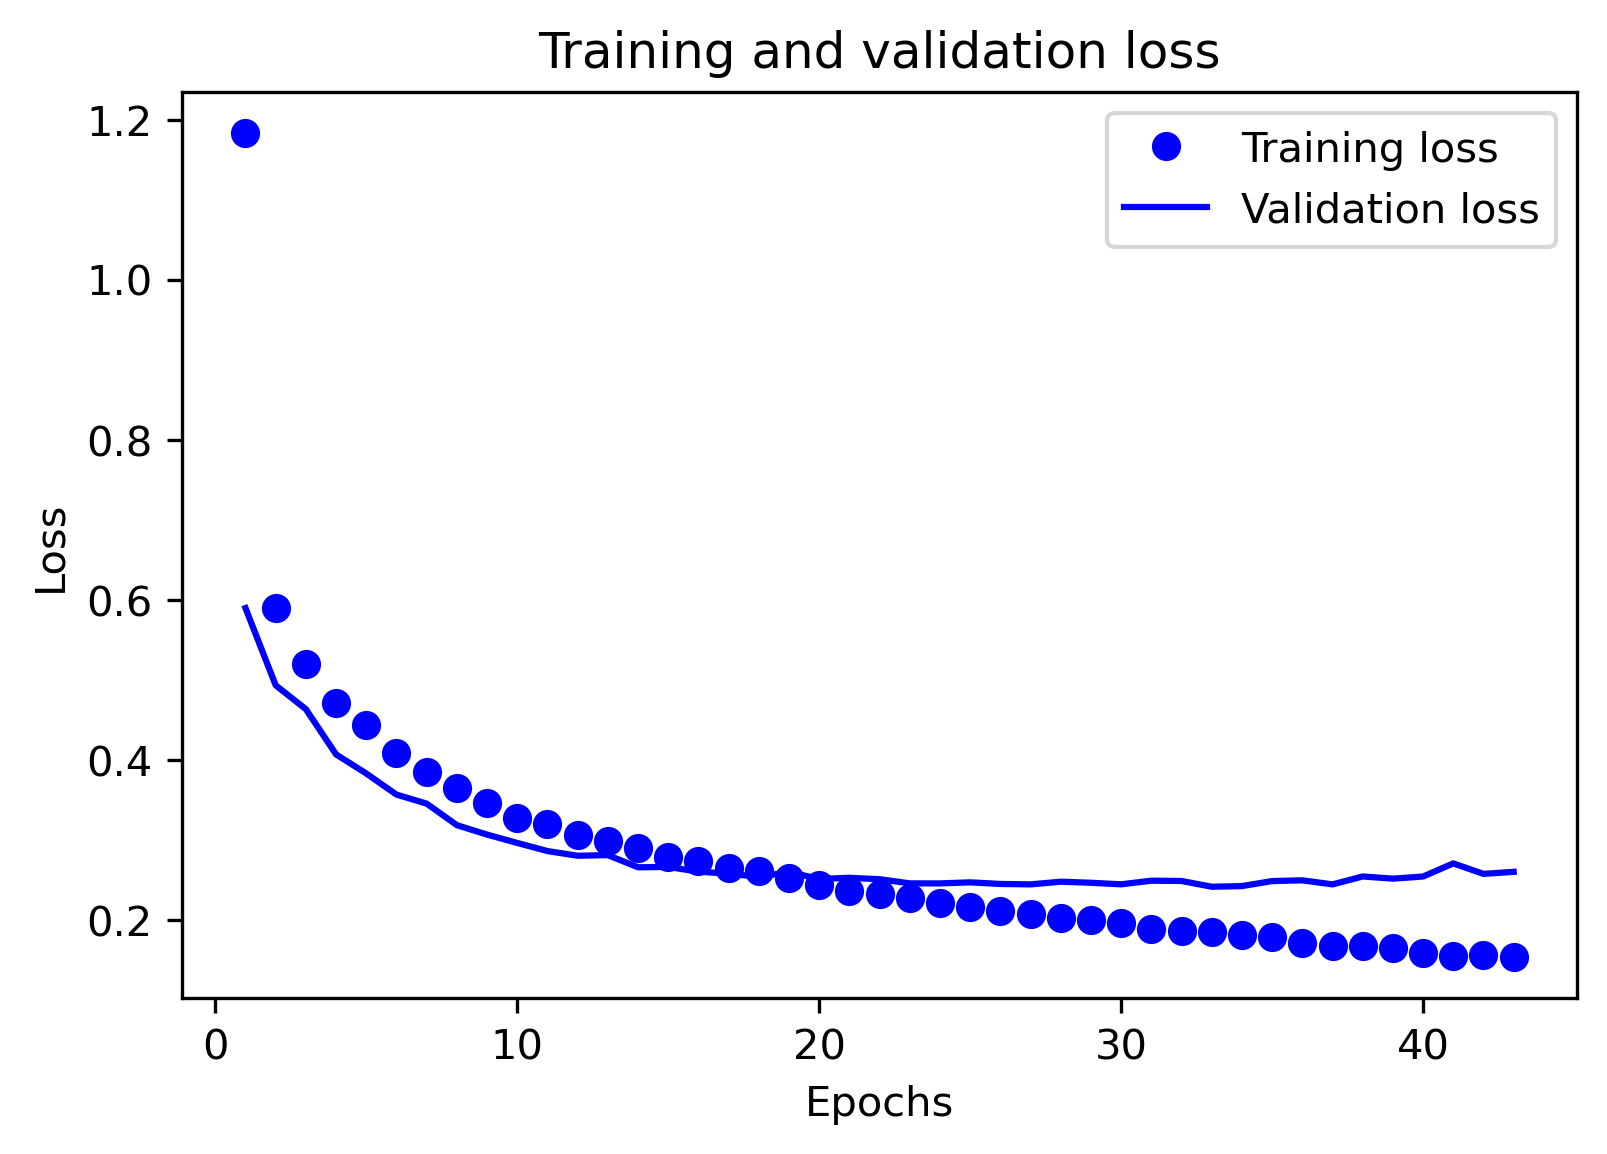 Training and validation loss
1.2
1.0
0.8
0.6
0.4
0.2
Loss
Training loss
Validation loss
0 10 20 30 40
Epochs